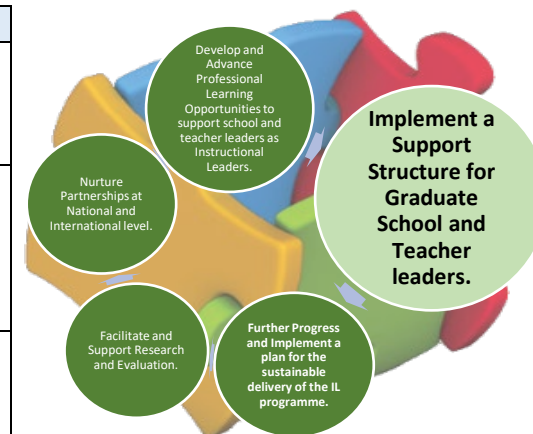 Develop and
Advance
Professional
Learning
Opportunities to
support school and
teacher leaders as
Instructional
Leaders.
Implement a
Support
Structure for
Graduate
School and
Teacher
leaders.
Further Progress
and Implement a
plan for the
sustainable
delivery of the IL
programme.
Facilitate and
Support Research
and Evaluation.
Nurture
Partnerships at
National and
International level.